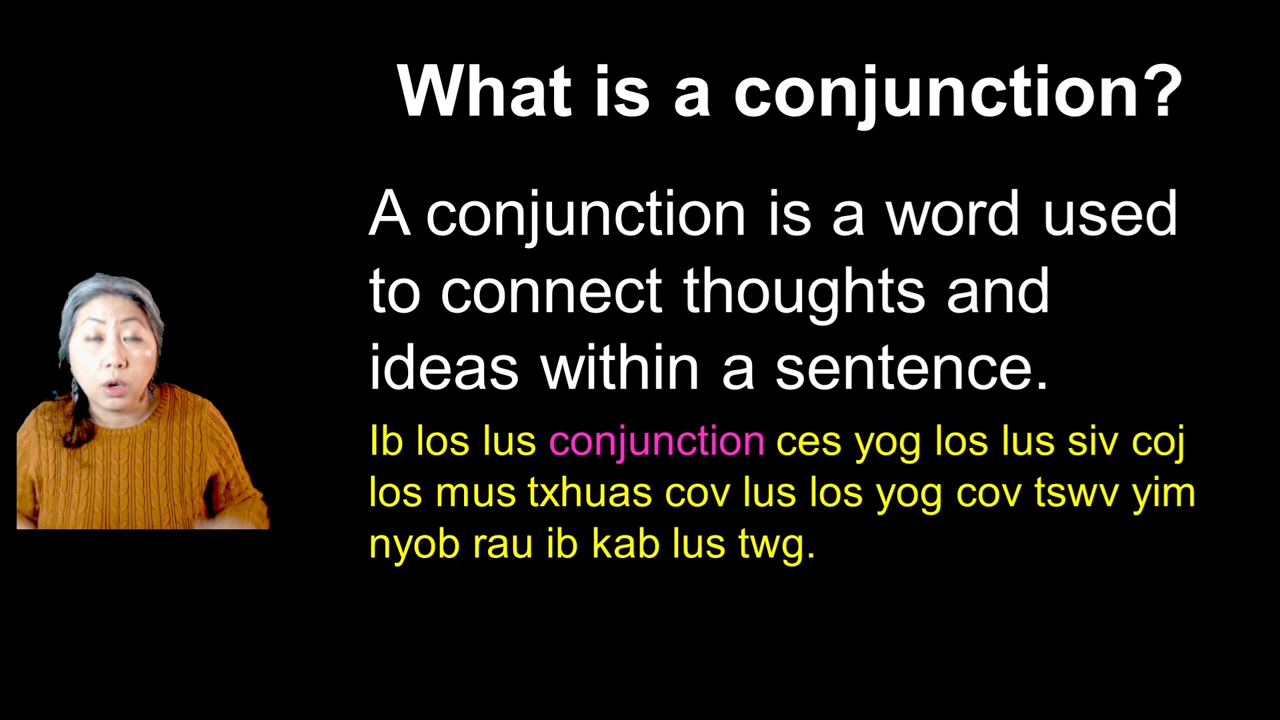 What is a conjunction?
A conjunction is a word used
to connect thoughts and
ideas within a sentence.
Ib los lus conjunction ces yog los lus siv coj
los mus txhuas cov lus los yog cov tswv yim
nyob rau ib kab lus twg.